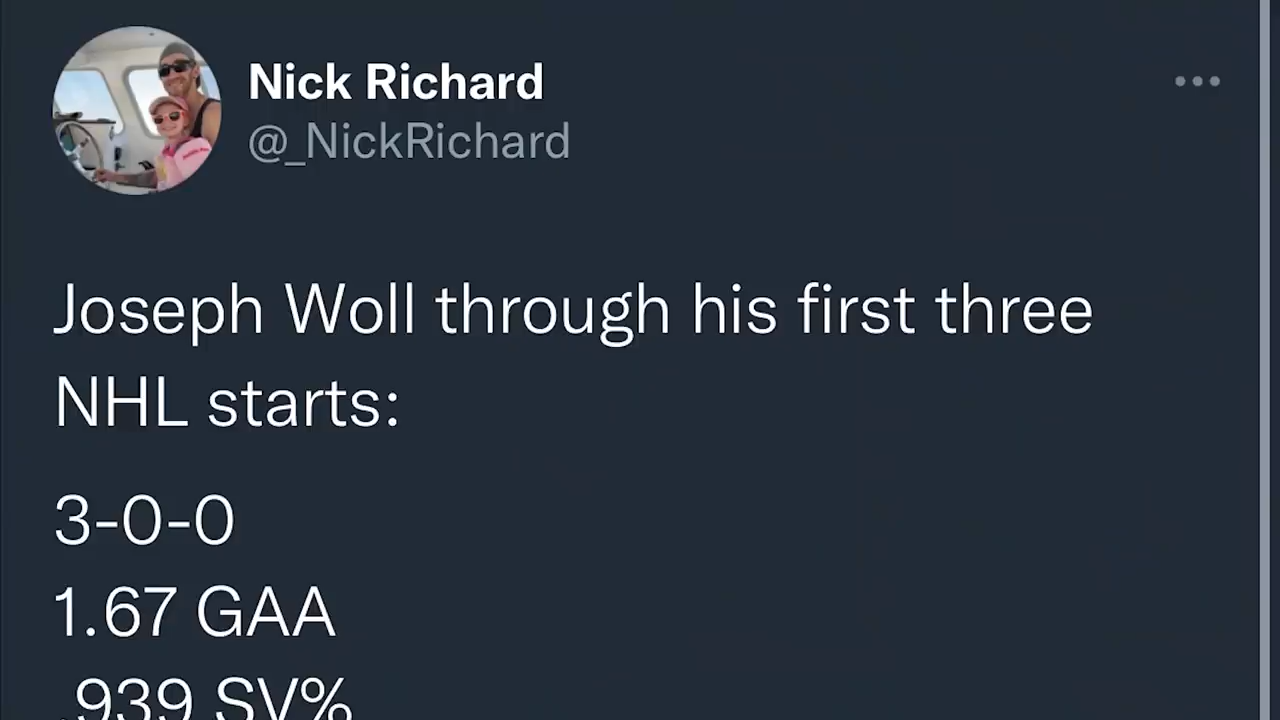 Nick Richard
@_NickRichard
Joseph Woll through his first three
NHL starts:
3-0-0
1.67 GAA
.939 SV%